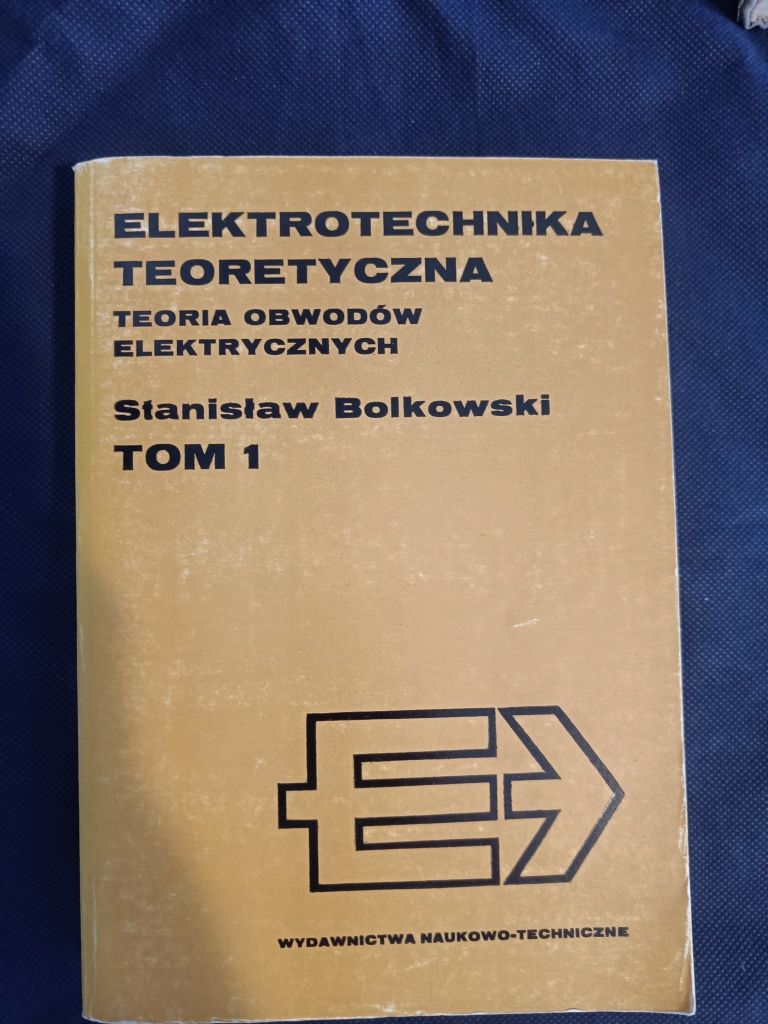 ELEKTROTECHNIKA
TEORETYCZNA
TEORIA OBWODÓW
ELEKTRYCZNYCH
Stanisław Bolkowski
TOM 1
WYDAWNICTWA NAUKOWO-TECHNICZNE